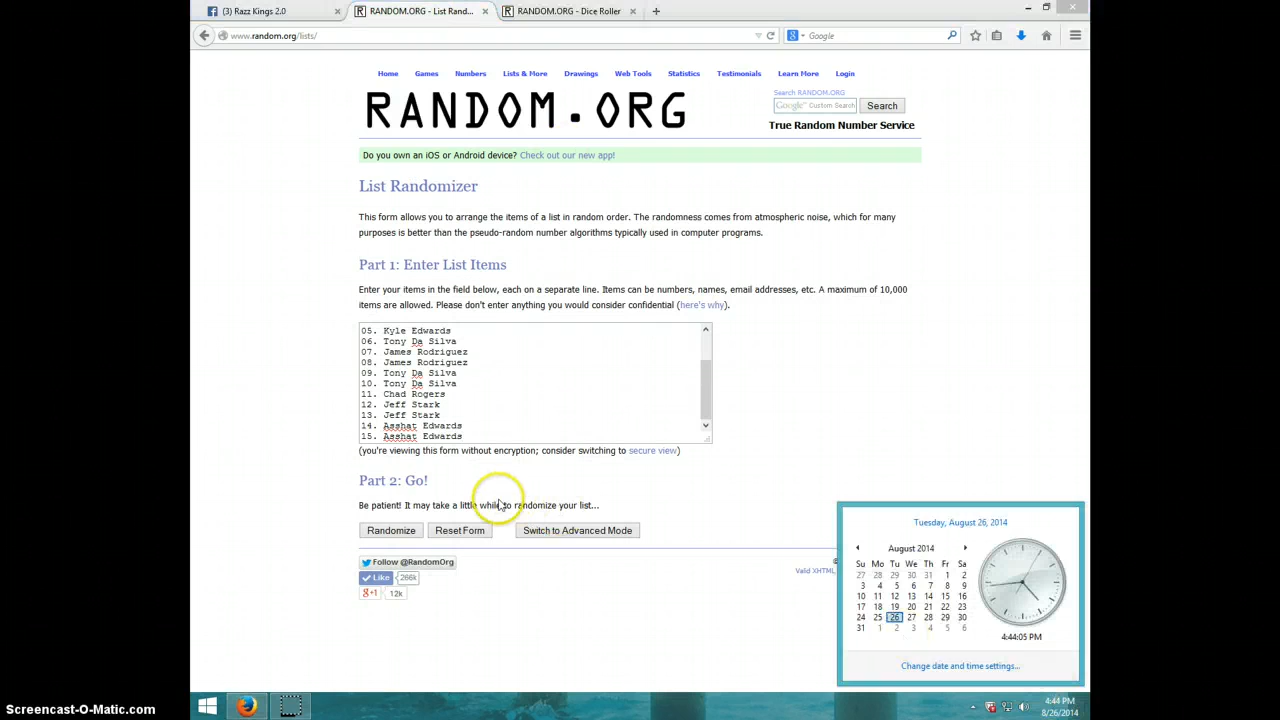 (3) Razz Kings 2.0
RANDOM.ORG - List Rand...
RANDOM.ORG - Dice Roller
www.random.org/lists/
Google
Home Games Numbers Lists & More Drawings Web Tools Statistics Testimonials Learn More Login
RANDOM.ORG
Search RANDOM.ORG
Google™ Custom Search
Search
True Random Number Service
Do you own an iOS or Android device? Check out our new app!
List Randomizer
This form allows you to arrange the items of a list in random order. The randomness comes from atmospheric noise, which for many
purposes is better than the pseudo-random number algorithms typically used in computer programs.
Part 1: Enter List Items
Enter your items in the field below, each on a separate line. Items can be numbers, names, email addresses, etc. A maximum of 10,000
items are allowed. Please don't enter anything you would consider confidential (here's why).
05. Kyle Edwards
06. Tony Da Silva
07. James Rodriguez
08. James Rodriguez
09. Tony Da Silva
10. Tony Da Silva
11. Chad Rogers
12. Jeff Stark
13. Jeff Stark
14. Asshat Edwards
15. Asshat Edwards
(you're viewing this form without encryption; consider switching to secure view)
Part 2: Go!
Be patient! It may take a little while to randomize your list...
Randomize Reset Form Switch to Advanced Mode
Follow @RandomOrg
Like 266k
g+1 12k
©
Valid XHTML
Tuesday, August 26, 2014
August 2014
Su Mo Tu We Th Fr Sa
27 28 29 30 31 1 2
3 4 5 6 7 8 9
10 11 12 13 14 15 16
17 18 19 20 21 22 23
24 25 26 27 28 29 30
31 1 2 3 4 5 6
4:44:05 PM
Change date and time settings...
4:44 PM
8/26/2014
Screencast-O-Matic.com